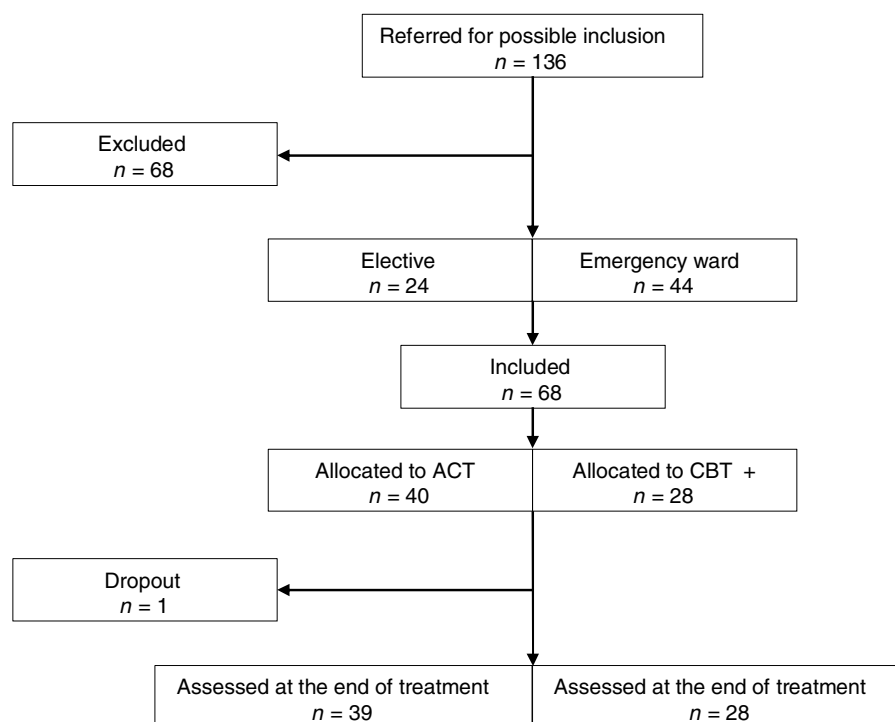 Referred for possible inclusion
n = 136
Excluded
n = 68
Elective
n = 24
Emergency ward
n = 44
Included
n = 68
Allocated to ACT
n = 40
Allocated to CBT +
n = 28
Dropout
n = 1
Assessed at the end of treatment
n = 39
Assessed at the end of treatment
n = 28